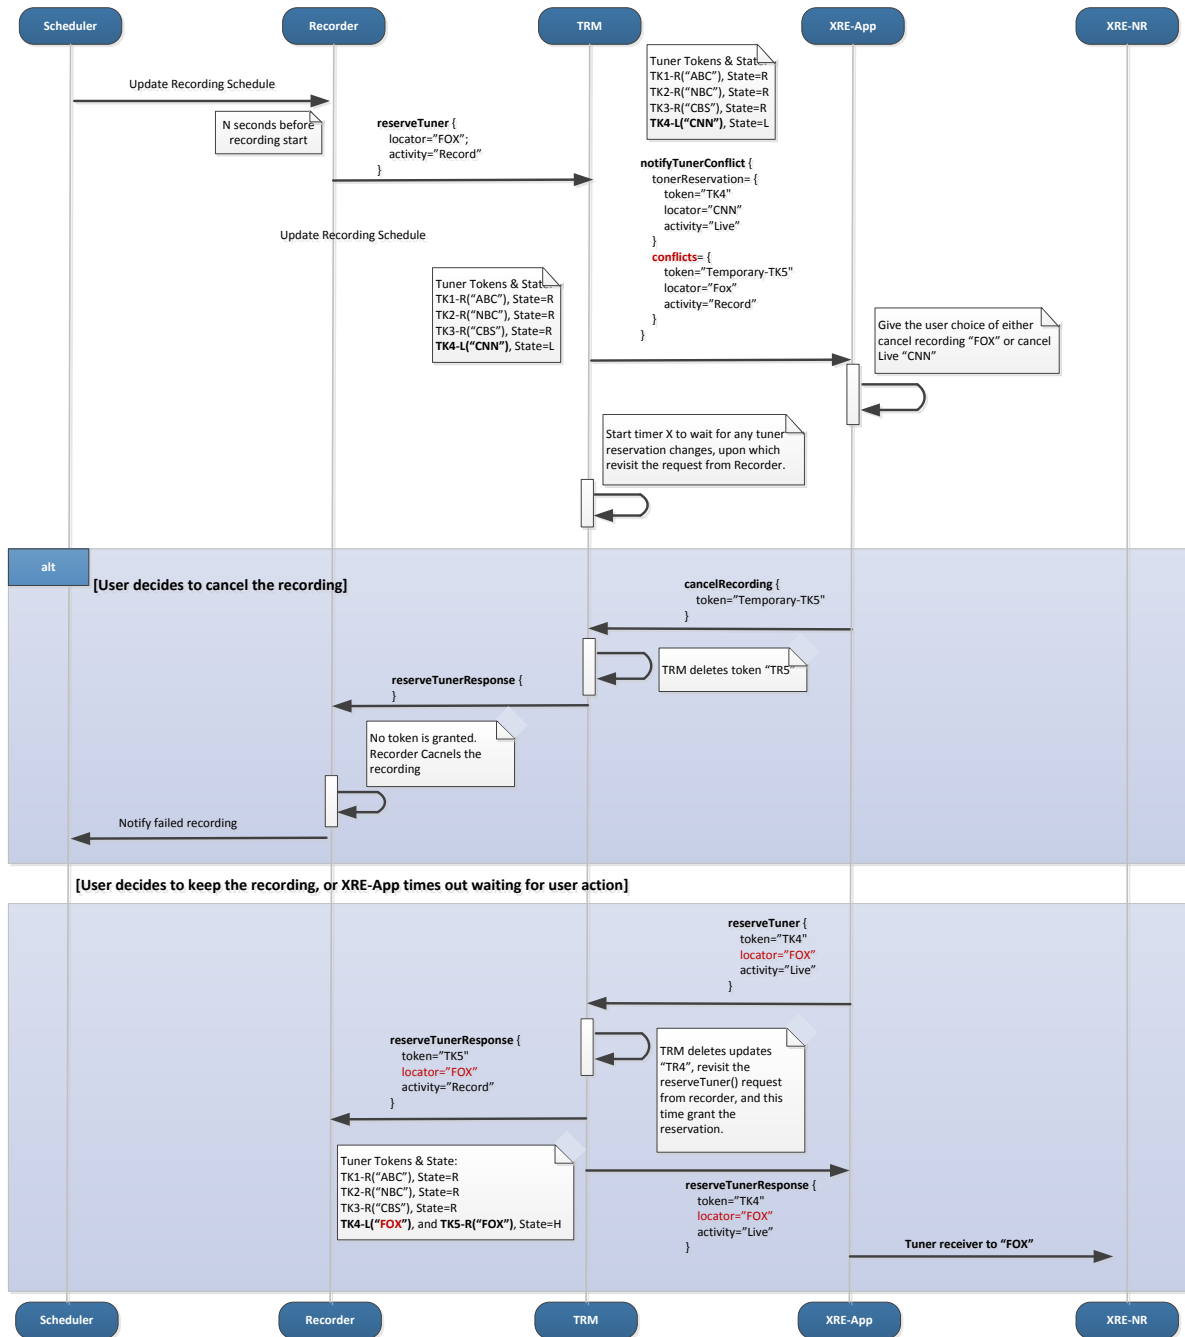 Scheduler
Recorder
TRM
XRE-App
XRE-NR
Tuner Tokens & State:
TK1-R("ABC"), State=R
TK2-R("NBC"), State=R
TK3-R("CBS"), State=R
TK4-L("CNN"), State=L
Update Recording Schedule
N seconds before
recording start
reserveTuner {
locator="FOX";
activity="Record"
}
notifyTunerConflict {
tonerReservation= {
token="TK4"
locator="CNN"
activity="Live"
}
conflicts= {
token="Temporary-TK5"
locator="Fox"
activity="Record"
}
}
Update Recording Schedule
Tuner Tokens & State:
TK1-R("ABC"), State=R
TK2-R("NBC"), State=R
TK3-R("CBS"), State=R
TK4-L("CNN"), State=L
Give the user choice of either
cancel recording "FOX" or cancel
Live "CNN"
Start timer X to wait for any tuner
reservation changes, upon which
revisit the request from Recorder.
alt
[User decides to cancel the recording]
cancelRecording {
token="Temporary-TK5"
}
TRM deletes token "TR5"
reserveTunerResponse {
}
No token is granted.
Recorder Cacnels the
recording
Notify failed recording
[User decides to keep the recording, or XRE-App times out waiting for user action]
reserveTuner {
token="TK4"
locator="FOX"
activity="Live"
}
reserveTunerResponse {
token="TK5"
locator="FOX"
activity="Record"
}
TRM deletes updates
"TR4", revisit the
reserveTuner() request
from recorder, and this
time grant the
reservation.
Tuner Tokens & State:
TK1-R("ABC"), State=R
TK2-R("NBC"), State=R
TK3-R("CBS"), State=R
TK4-L("FOX"), and TK5-R("FOX"), State=H
reserveTunerResponse {
token="TK4"
locator="FOX"
activity="Live"
}
Tuner receiver to "FOX"
Scheduler
Recorder
TRM
XRE-App
XRE-NR